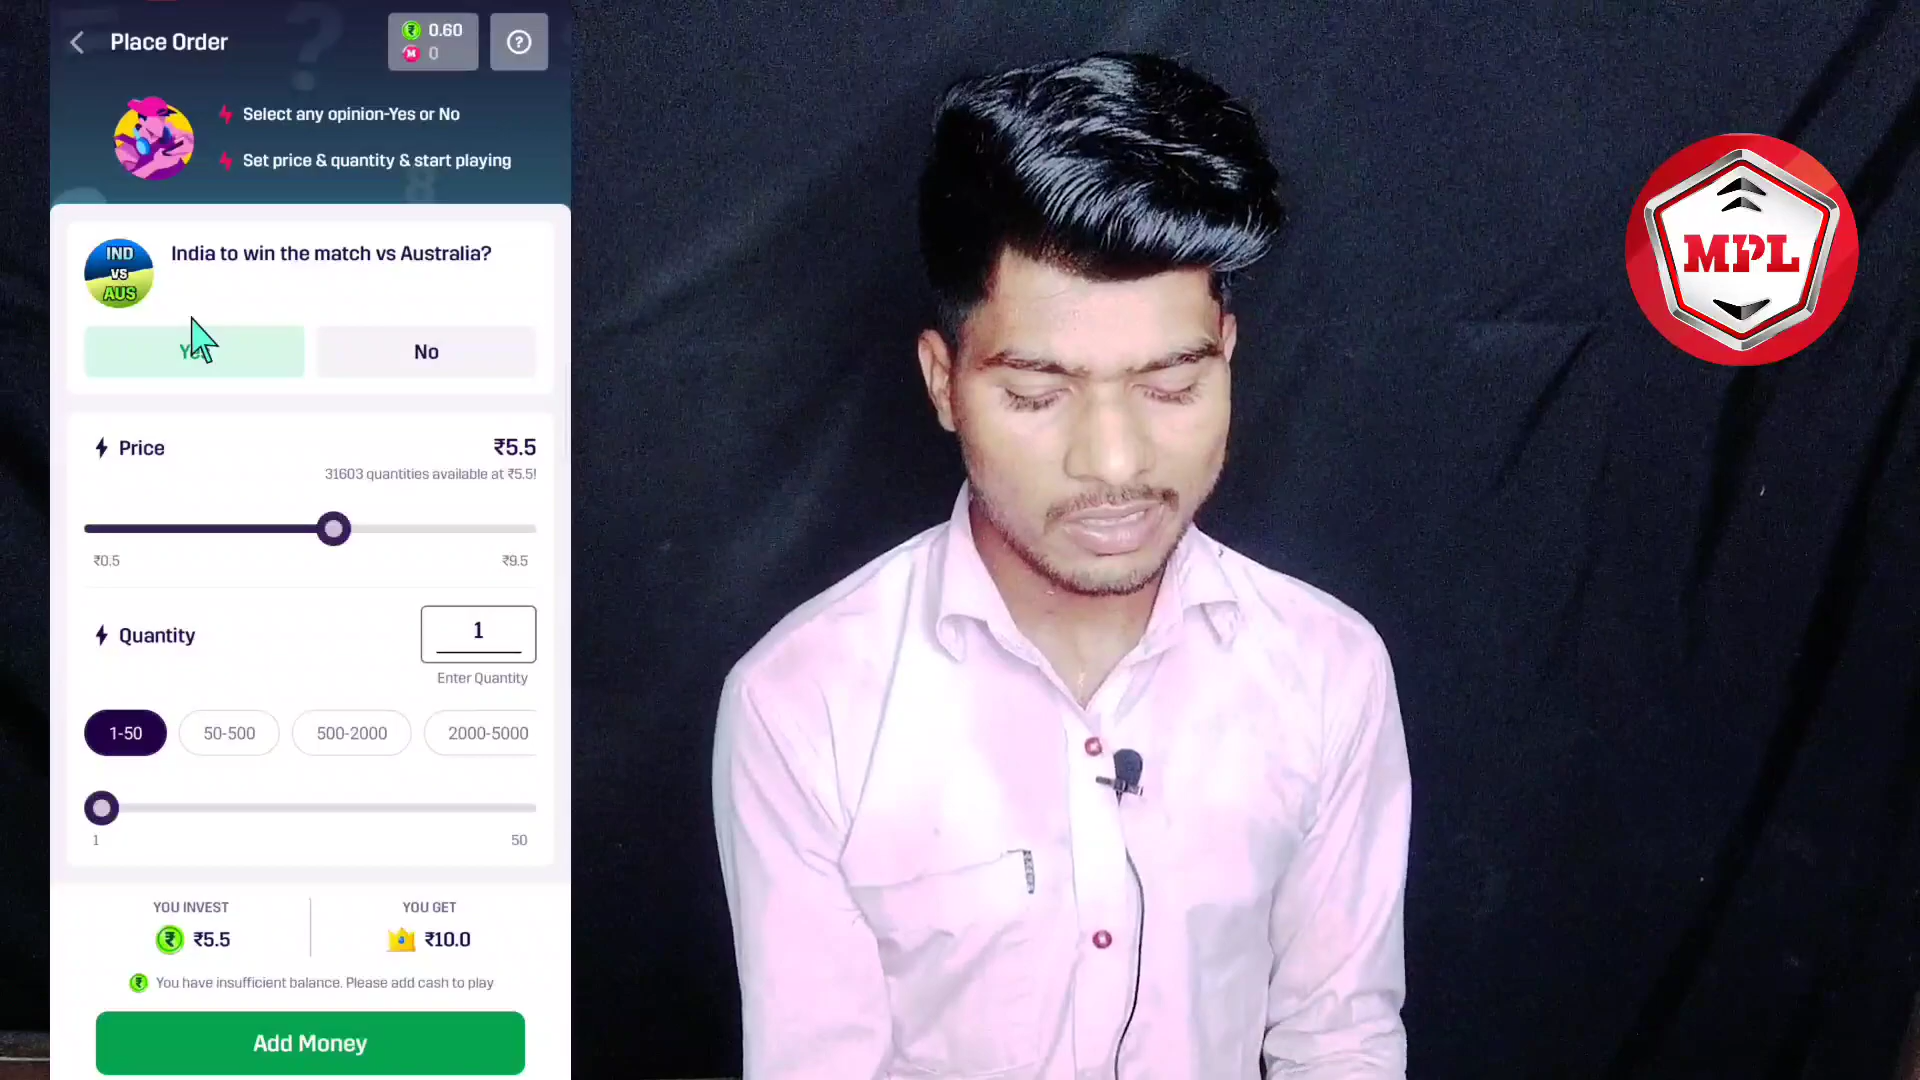 Place Order
0.60
0
Select any opinion-Yes or No
Set price & quantity & start playing
IND
VS
AUS
India to win the match vs Australia?
No
Price
₹5.5
31603 quantities available at ₹5.5!
₹0.5
₹9.5
Quantity
1
Enter Quantity
1-50
50-500
500-2000
2000-5000
1
50
YOU INVEST
YOU GET
₹5.5
₹10.0
You have insufficient balance. Please add cash to play
Add Money
MPL